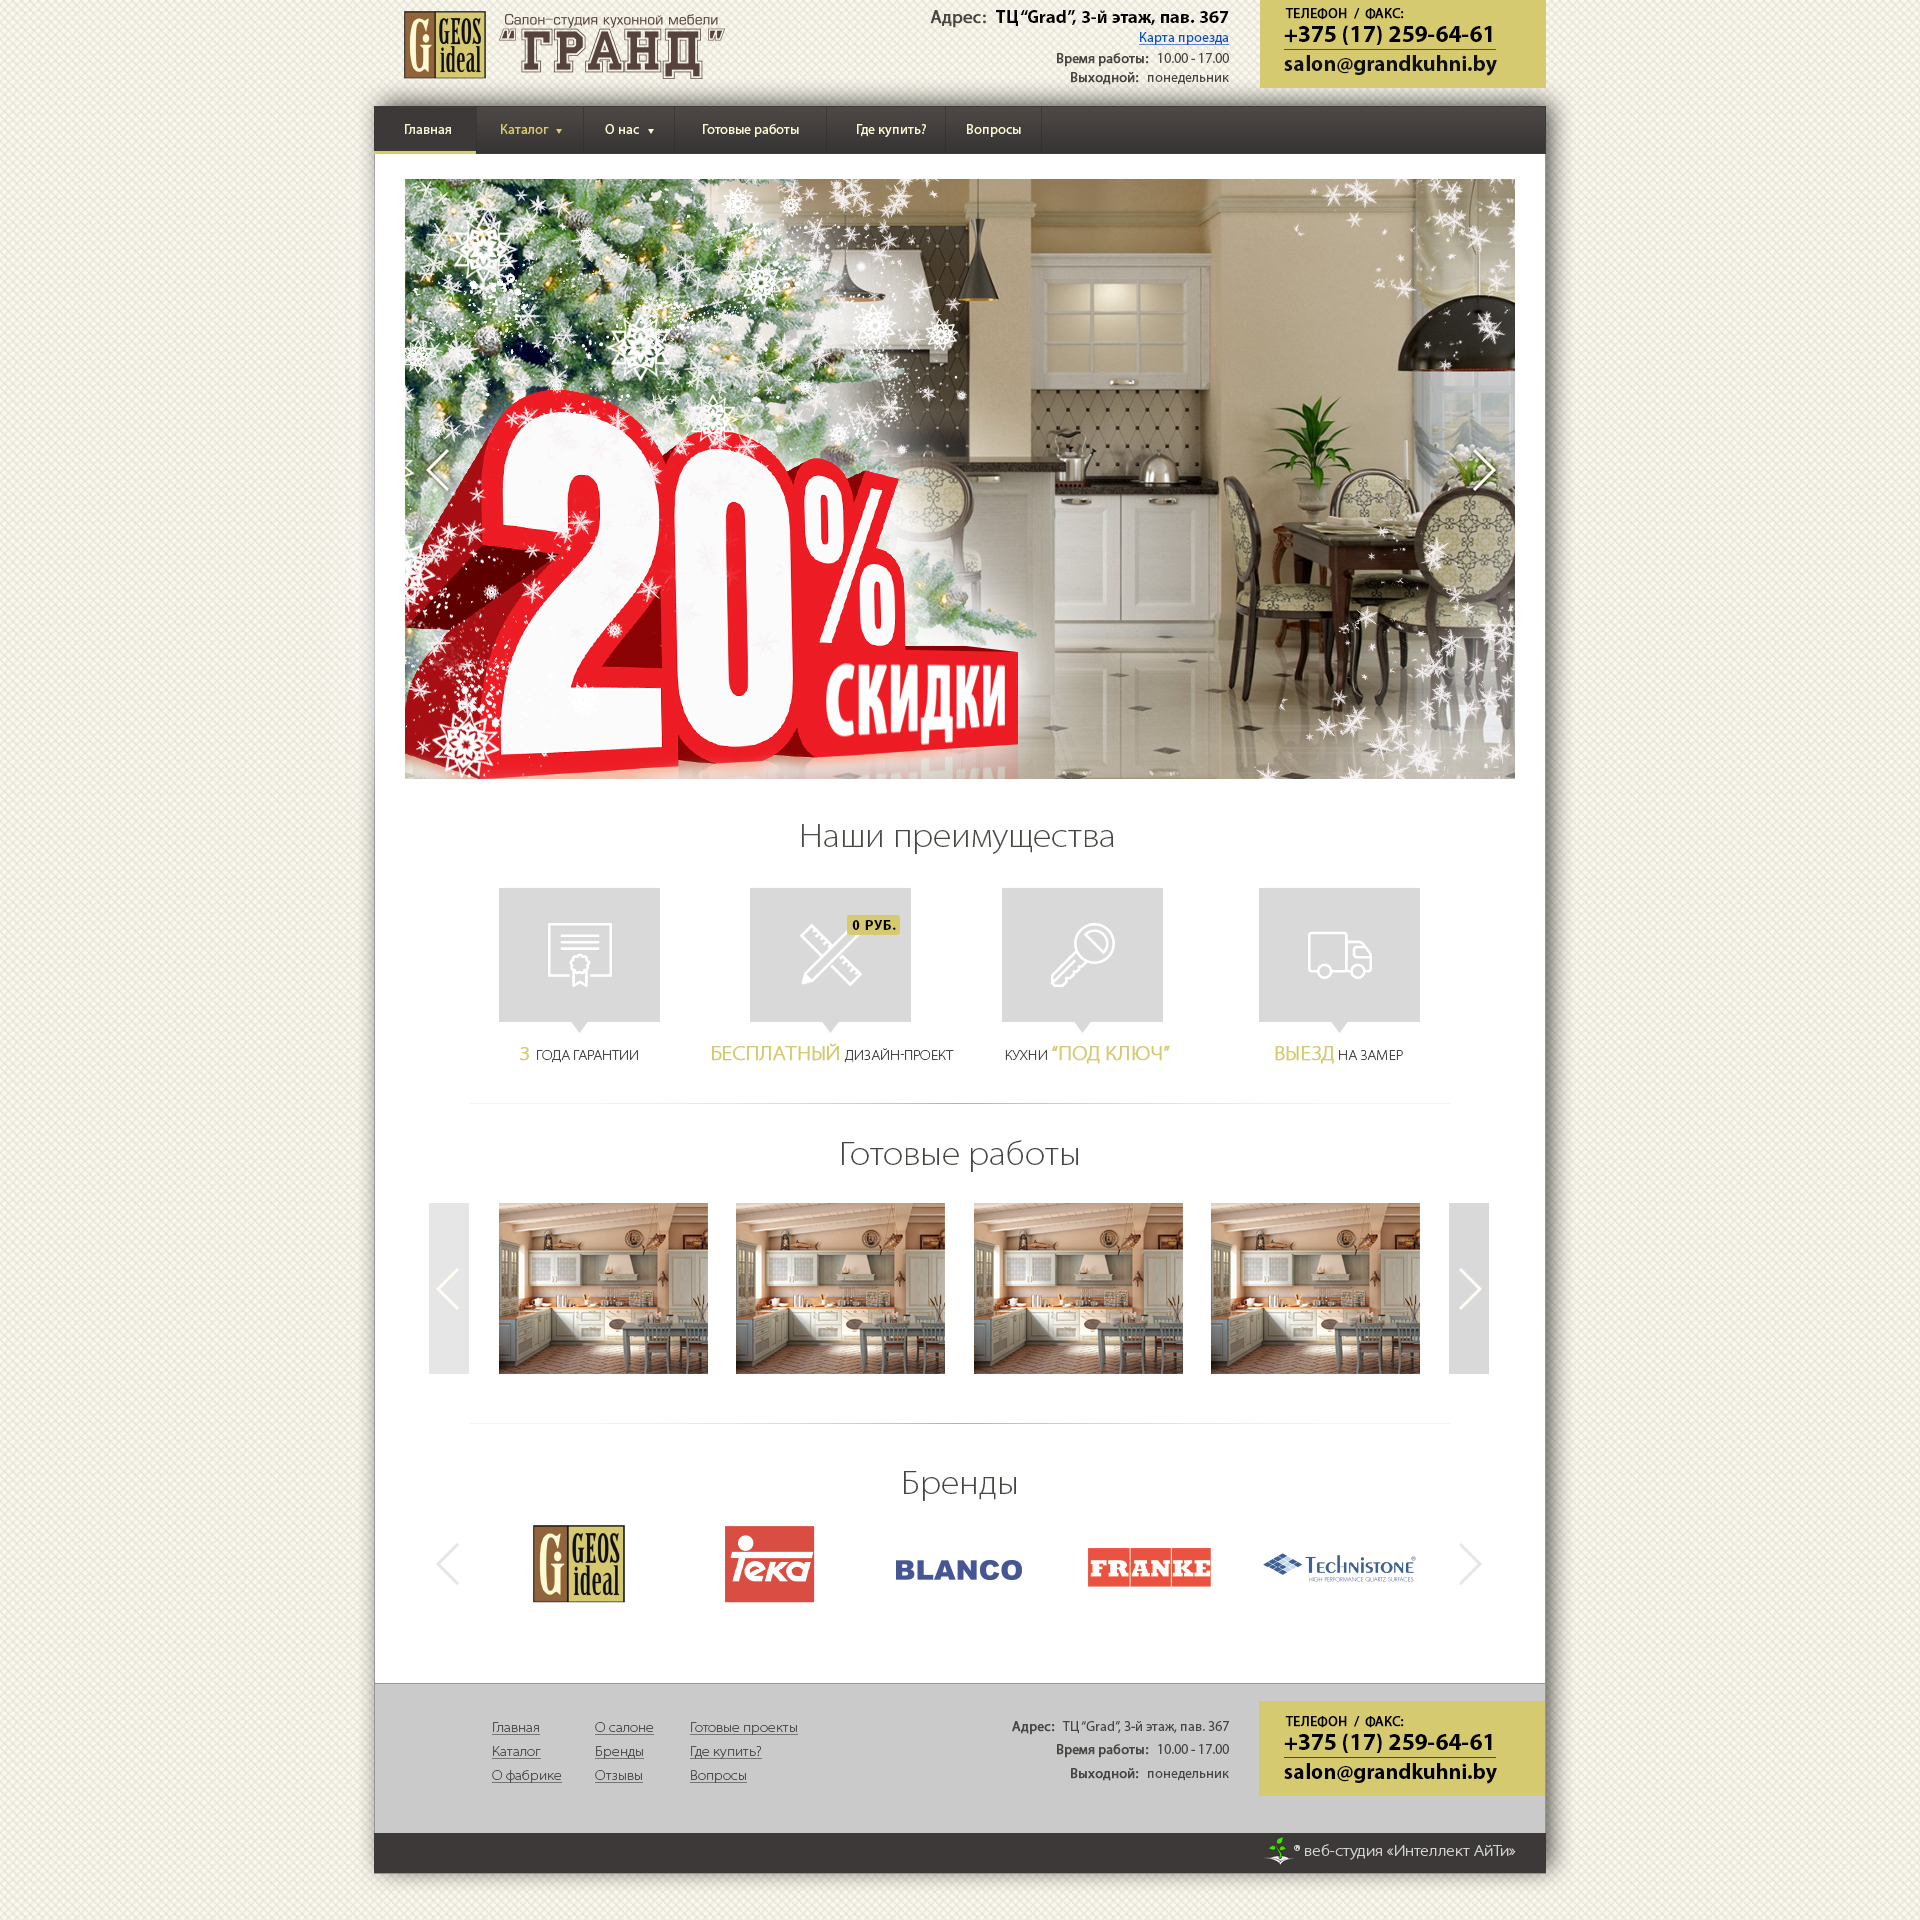 GEOS ideal
Салон-студия кухонной мебели
“ГРАНД”
Адрес: ТЦ “Grad”, 3-й этаж, пав. 367
Карта проезда
Время работы: 10.00 - 17.00
Выходной: понедельник
ТЕЛЕФОН / ФАКС:
+375 (17) 259-64-61
salon@grandkuhni.by
Главная Каталог О нас Готовые работы Где купить? Вопросы
20%
СКИДКИ
Наши преимущества
0 РУБ.
3 ГОДА ГАРАНТИИ
БЕСПЛАТНЫЙ ДИЗАЙН-ПРОЕКТ
КУХНИ “ПОД КЛЮЧ”
ВЫЕЗД НА ЗАМЕР
Готовые работы
Бренды
GEOS ideal
Teka
BLANCO
FRANKE
TECHNISTONE®
HIGH PERFORMANCE QUARTZ SURFACES
Главная О салоне Готовые проекты
Каталог Бренды Где купить?
О фабрике Отзывы Вопросы
Адрес: ТЦ “Grad”, 3-й этаж, пав. 367
Время работы: 10.00 - 17.00
Выходной: понедельник
ТЕЛЕФОН / ФАКС:
+375 (17) 259-64-61
salon@grandkuhni.by
® веб-студия «Интеллект АйТи»